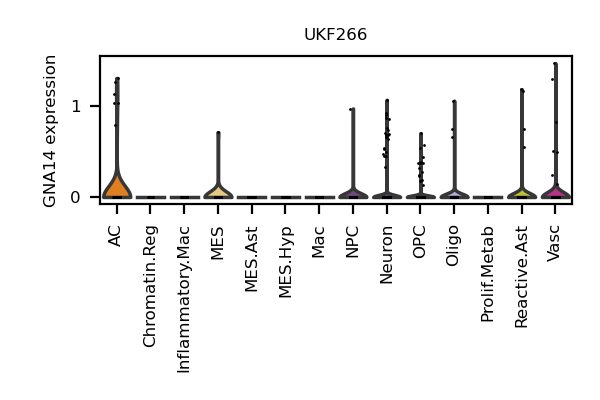 UKF266
GNA14 expression
1
0
AC
Chromatin.Reg
Inflammatory.Mac
MES
MES.Ast
MES.Hyp
Mac
NPC
Neuron
OPC
Oligo
Prolif.Metab
Reactive.Ast
Vasc